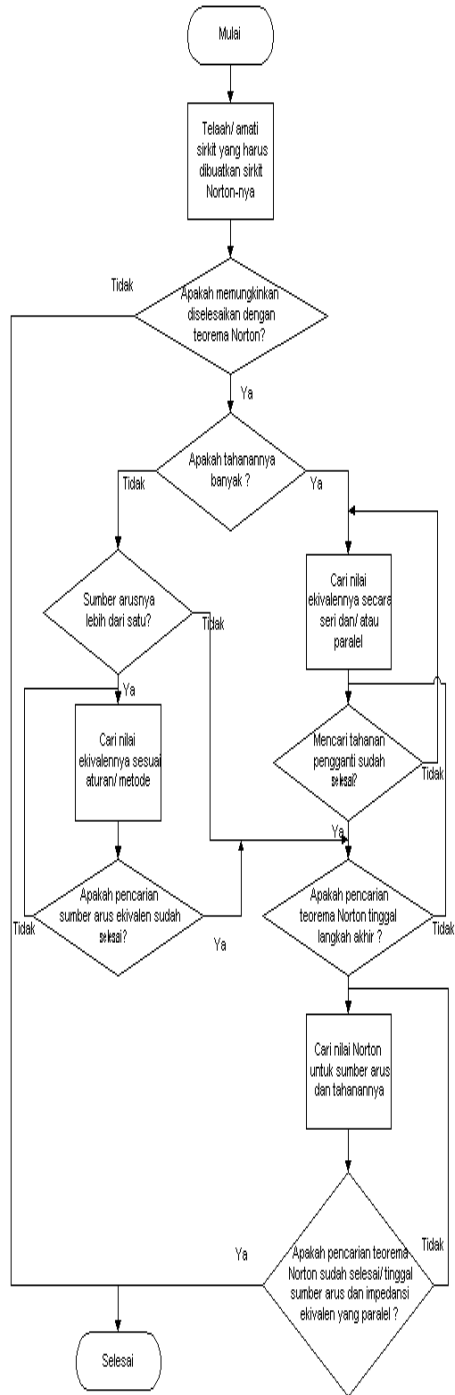 Mulai
Telaah/ amati
sirkit yang harus
dibuatkan sirkit
Norton-nya
Tidak
Apakah memungkinkan
diselesaikan dengan
teorema Norton?
Ya
Apakah tahanannya
banyak ?
Tidak
Ya
Sumber arusnya
lebih dari satu?
Tidak
Ya
Cari nilai
ekivalennya secara
seri dan/ atau
paralel
Cari nilai
ekivalennya sesuai
aturan/ metode
Mencari tahanan
pengganti sudah
selesai?
Tidak
Ya
Apakah pencarian
sumber arus ekivalen sudah
selesai?
Tidak
Ya
Apakah pencarian
teorema Norton tinggal
langkah akhir ?
Tidak
Cari nilai Norton
untuk sumber arus
dan tahanannya
Apakah pencarian teorema
Norton sudah selesai/ tinggal
sumber arus dan impedansi
ekivalen yang paralel ?
Ya
Tidak
Selesai